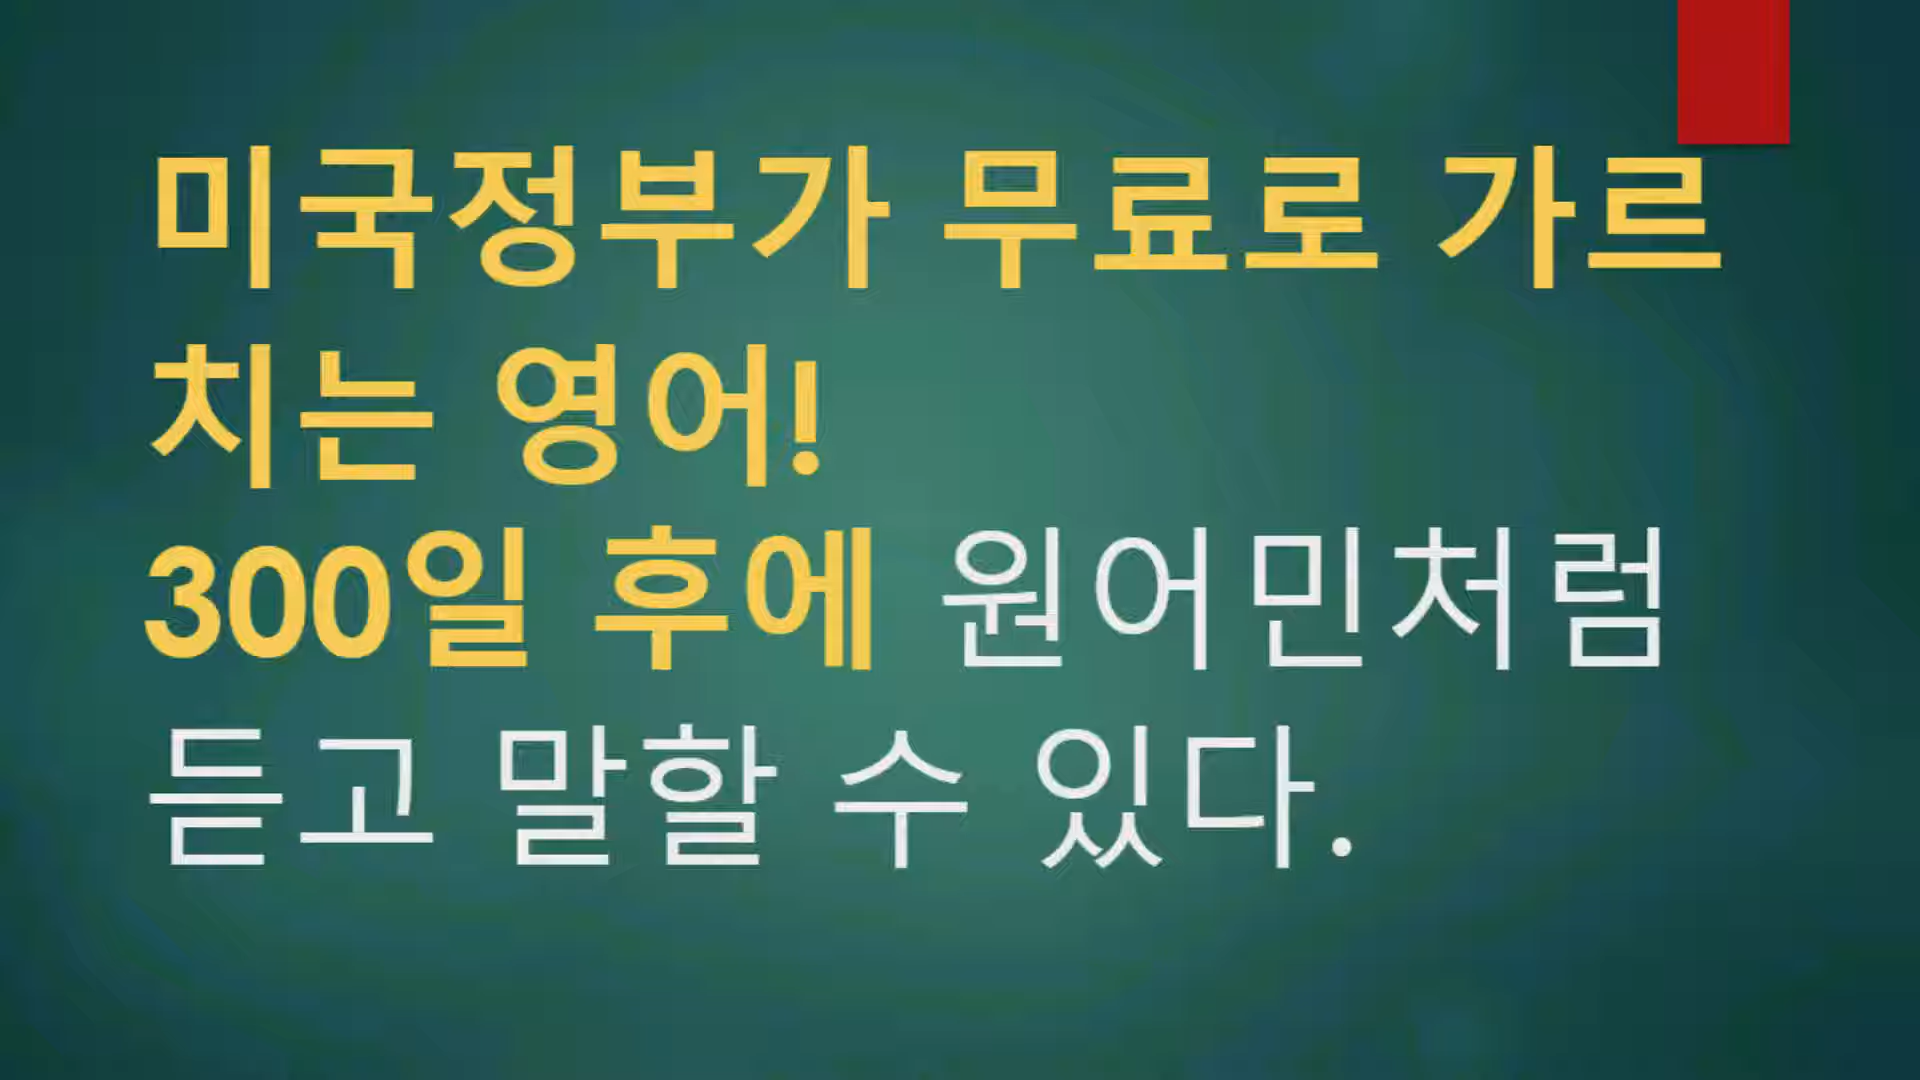 미국정부가 무료로 가르
치는 영어!
300일 후에 원어민처럼
듣고 말할 수 있다.